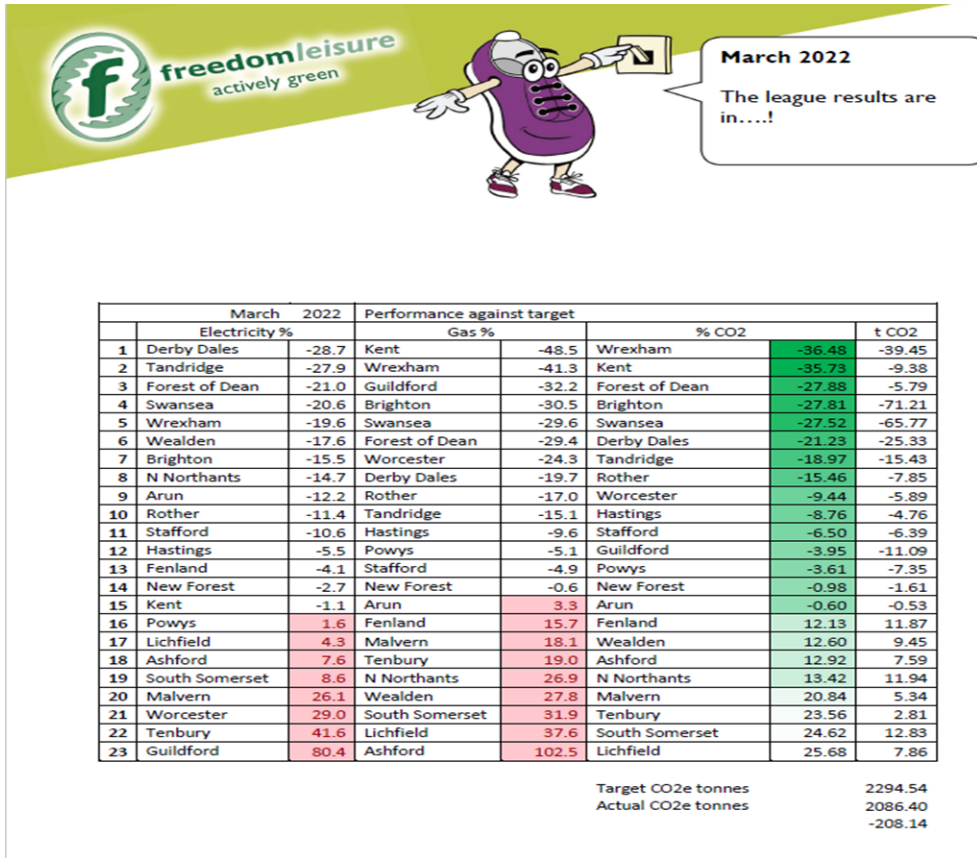 freedomleisure
actively green
March 2022
The league results are
in....!
March 2022 Performance against target
Electricity % Gas % % CO2 t CO2
1 Derby Dales -28.7 Kent -48.5 Wrexham -36.48 -39.45
2 Tandridge -27.9 Wrexham -41.3 Kent -35.73 -9.38
3 Forest of Dean -21.0 Guildford -32.2 Forest of Dean -27.88 -5.79
4 Swansea -20.6 Brighton -30.5 Brighton -27.81 -71.21
5 Wrexham -19.6 Swansea -29.6 Swansea -27.52 -65.77
6 Wealden -17.6 Forest of Dean -29.4 Derby Dales -21.23 -25.33
7 Brighton -15.5 Worcester -24.3 Tandridge -18.97 -15.43
8 N Northants -14.7 Derby Dales -19.7 Rother -15.46 -7.85
9 Arun -12.2 Rother -17.0 Worcester -9.44 -5.89
10 Rother -11.4 Tandridge -15.1 Hastings -8.76 -4.76
11 Stafford -10.6 Hastings -9.6 Stafford -6.50 -6.39
12 Hastings -5.5 Powys -5.1 Guildford -3.95 -11.09
13 Fenland -4.1 Stafford -4.9 Powys -3.61 -7.35
14 New Forest -2.7 New Forest -0.6 New Forest -0.98 -1.61
15 Kent -1.1 Arun 3.3 Arun -0.60 -0.53
16 Powys 1.6 Fenland 15.7 Fenland 12.13 11.87
17 Lichfield 4.3 Malvern 18.1 Wealden 12.60 9.45
18 Ashford 7.6 Tenbury 19.0 Ashford 12.92 7.59
19 South Somerset 8.6 N Northants 26.9 N Northants 13.42 11.94
20 Malvern 26.1 Wealden 27.8 Malvern 20.84 5.34
21 Worcester 29.0 South Somerset 31.9 Tenbury 23.56 2.81
22 Tenbury 41.6 Lichfield 37.6 South Somerset 24.62 12.83
23 Guildford 80.4 Ashford 102.5 Lichfield 25.68 7.86
Target CO2e tonnes 2294.54
Actual CO2e tonnes 2086.40
-208.14